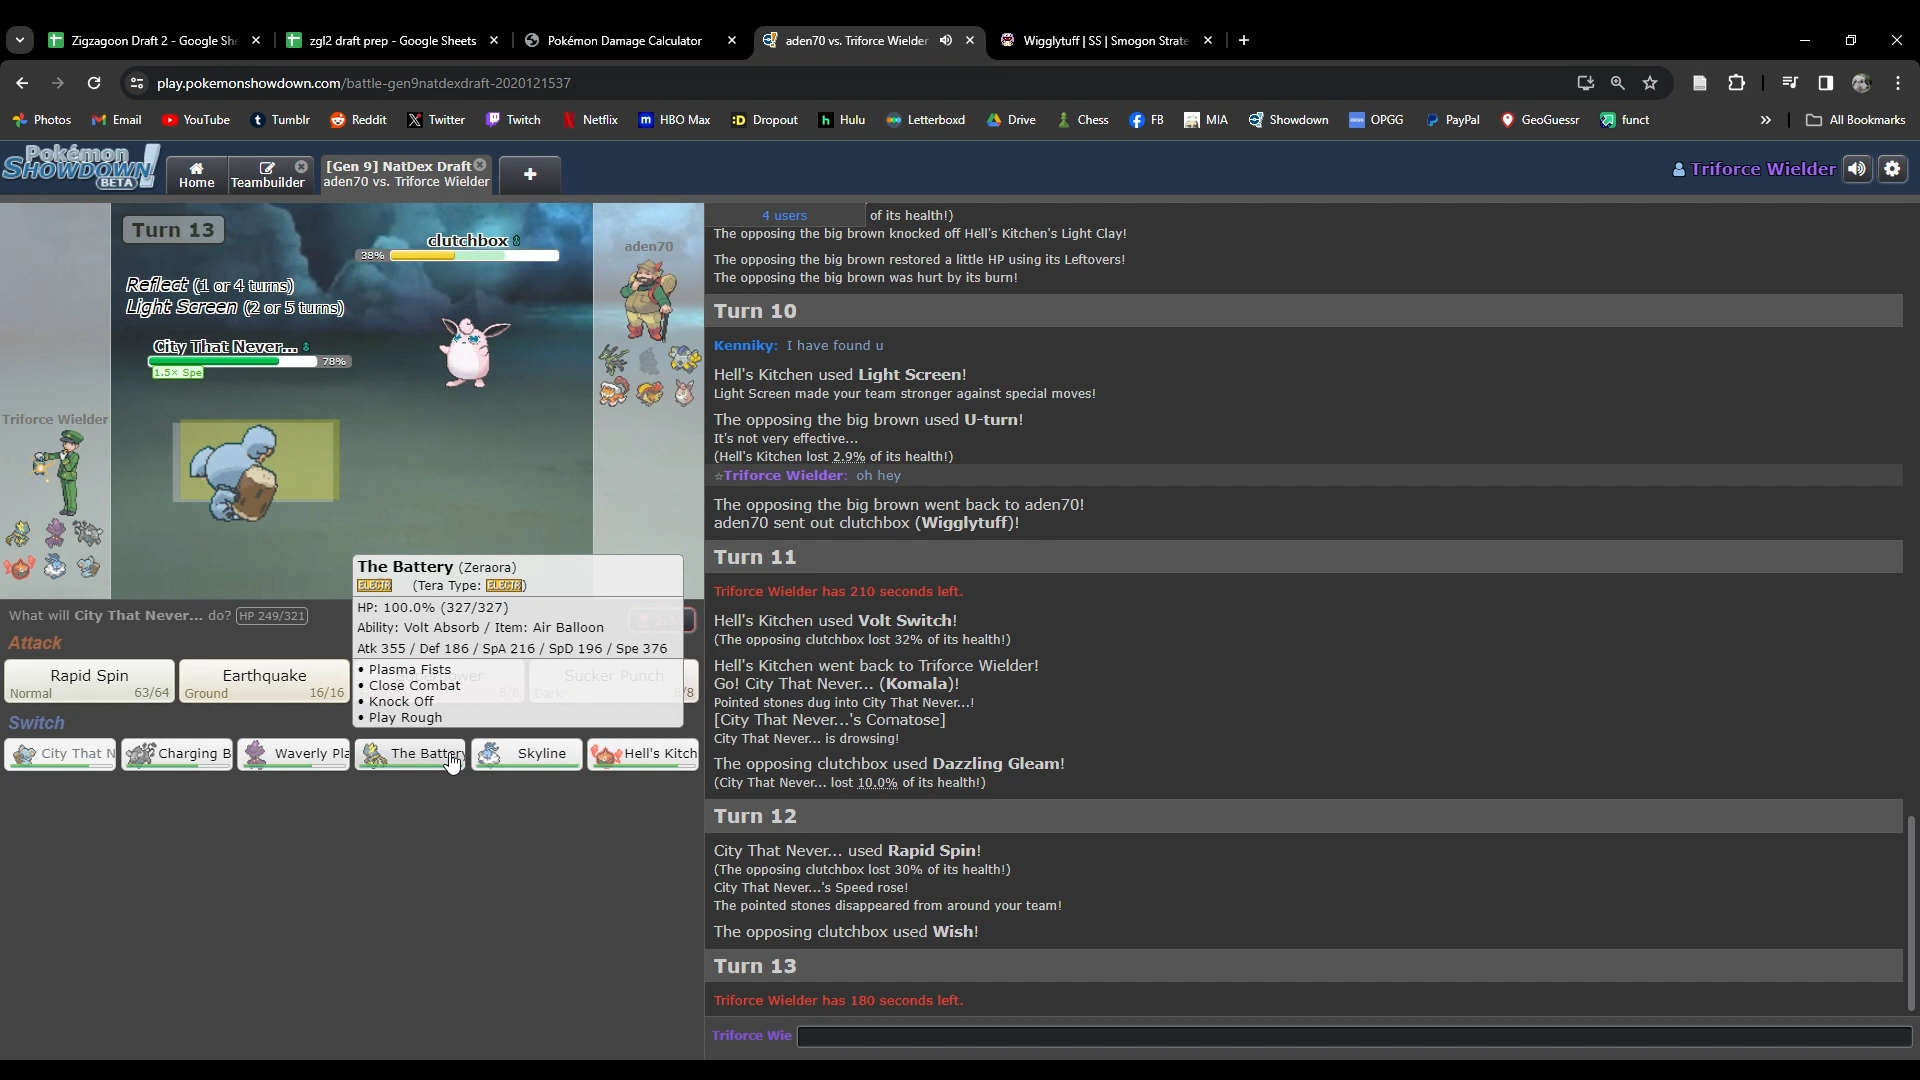 Zigzagoon Draft 2 - Google She
zgl2 draft prep - Google Sheets
Pokémon Damage Calculator
aden70 vs. Triforce Wielder
Wigglytuff | SS | Smogon Strate
play.pokemonshowdown.com/battle-gen9natdexdraft-2020121537
Photos
Email
YouTube
Tumblr
Reddit
Twitter
Twitch
Netflix
HBO Max
Dropout
Hulu
Letterboxd
Drive
Chess
FB
MIA
Showdown
OPGG
PayPal
GeoGuessr
funct
All Bookmarks
Pokémon
SHOWDOWN!
BETA
Home
Teambuilder
[Gen 9] NatDex Draft
aden70 vs. Triforce Wielder
Triforce Wielder
Turn 13
clutchbox
38%
aden70
Reflect (1 or 4 turns)
Light Screen (2 or 5 turns)
City That Never...
78%
1.5× Spe
Triforce Wielder
The Battery (Zeraora)
ELECTR (Tera Type: ELECTR)
HP: 100.0% (327/327)
Ability: Volt Absorb / Item: Air Balloon
Atk 355 / Def 186 / SpA 216 / SpD 196 / Spe 376
• Plasma Fists
• Close Combat
• Knock Off
• Play Rough
What will City That Never... do? HP 249/321
Attack
Rapid Spin
Normal 63/64
Earthquake
Ground 16/16
8/8
Sucker Punch
Dark 8/8
Switch
City That N
Charging B
Waverly Pla
The Battery
Skyline
Hell's Kitch
4 users
of its health!)
The opposing the big brown knocked off Hell's Kitchen's Light Clay!
The opposing the big brown restored a little HP using its Leftovers!
The opposing the big brown was hurt by its burn!
Turn 10
Kenniky: I have found u
Hell's Kitchen used Light Screen!
Light Screen made your team stronger against special moves!
The opposing the big brown used U-turn!
It's not very effective...
(Hell's Kitchen lost 2.9% of its health!)
☆Triforce Wielder: oh hey
The opposing the big brown went back to aden70!
aden70 sent out clutchbox (Wigglytuff)!
Turn 11
Triforce Wielder has 210 seconds left.
Hell's Kitchen used Volt Switch!
(The opposing clutchbox lost 32% of its health!)
Hell's Kitchen went back to Triforce Wielder!
Go! City That Never... (Komala)!
Pointed stones dug into City That Never...!
[City That Never...'s Comatose]
City That Never... is drowsing!
The opposing clutchbox used Dazzling Gleam!
(City That Never... lost 10.0% of its health!)
Turn 12
City That Never... used Rapid Spin!
(The opposing clutchbox lost 30% of its health!)
City That Never...'s Speed rose!
The pointed stones disappeared from around your team!
The opposing clutchbox used Wish!
Turn 13
Triforce Wielder has 180 seconds left.
Triforce Wie